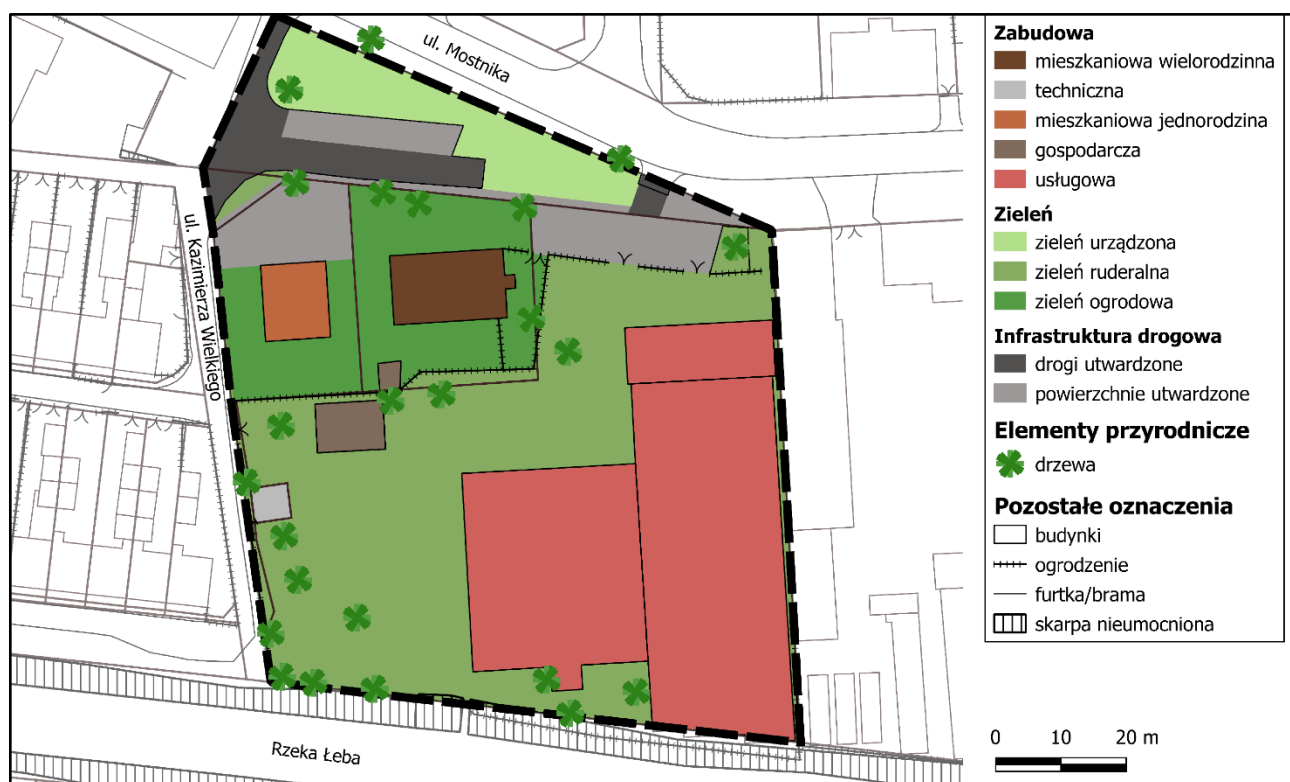 ul. Mostnika
ul. Kazimierza Wielkiego
Rzeka Łeba
Zabudowa
mieszkaniowa wielorodzinna
techniczna
mieszkaniowa jednorodzina
gospodarcza
usługowa
Zieleń
zieleń urządzona
zieleń ruderalna
zieleń ogrodowa
Infrastruktura drogowa
drogi utwardzone
powierzchnie utwardzone
Elementy przyrodnicze
drzewa
Pozostałe oznaczenia
budynki
ogrodzenie
furtka/brama
skarpa nieumocniona
0 10 20 m